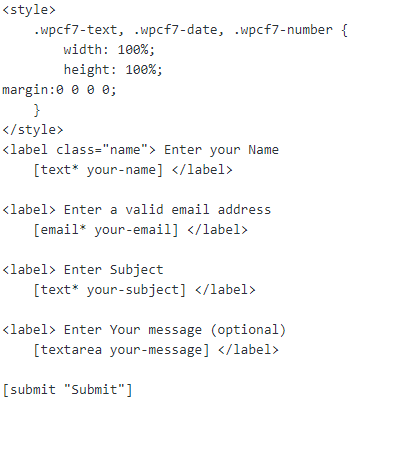 <style>
    .wpcf7-text, .wpcf7-date, .wpcf7-number {
        width: 100%;
        height: 100%;
margin:0 0 0 0;
    }
</style>
<label class="name"> Enter your Name
    [text* your-name] </label>

<label> Enter a valid email address
    [email* your-email] </label>

<label> Enter Subject
    [text* your-subject] </label>

<label> Enter Your message (optional)
    [textarea your-message] </label>

[submit "Submit"]